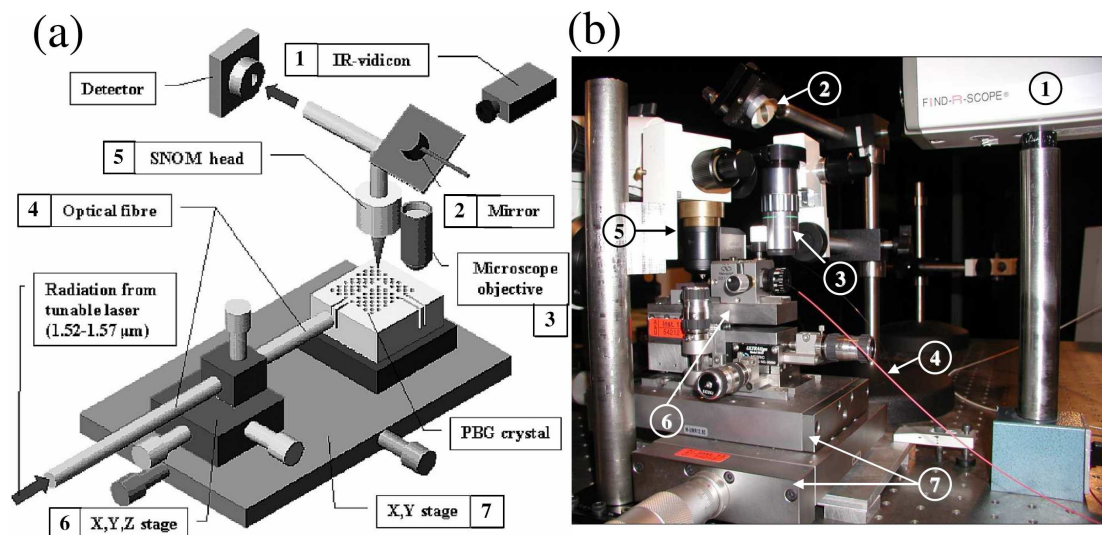 (a)
1 IR-vidicon
Detector
5 SNOM head
4 Optical fibre
2 Mirror
Microscope
objective
3
Radiation from
tunable laser
(1.52-1.57 µm)
PBG crystal
6 X,Y,Z stage
X,Y stage 7
(b)
FIND-R-SCOPE®
1
2
3
4
5
6
7